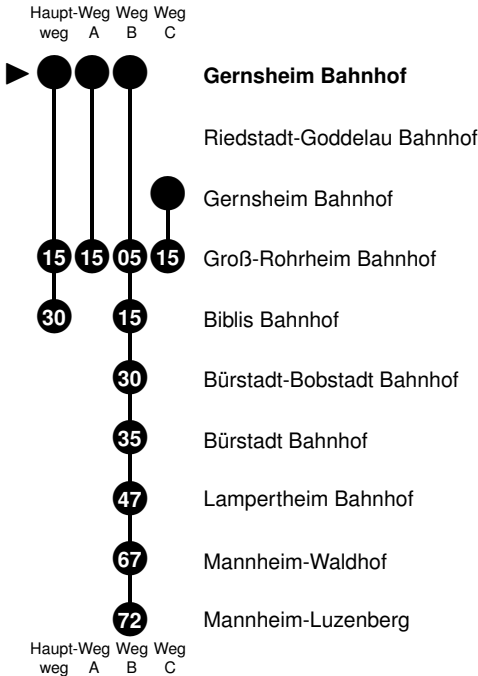 Haupt- Weg Weg Weg
weg A B C
Gernsheim Bahnhof
Riedstadt-Goddelau Bahnhof
Gernsheim Bahnhof
15 15 05 15 Groß-Rohrheim Bahnhof
30 15 Biblis Bahnhof
30 Bürstadt-Bobstadt Bahnhof
35 Bürstadt Bahnhof
47 Lampertheim Bahnhof
67 Mannheim-Waldhof
72 Mannheim-Luzenberg
Haupt- Weg Weg Weg
weg A B C